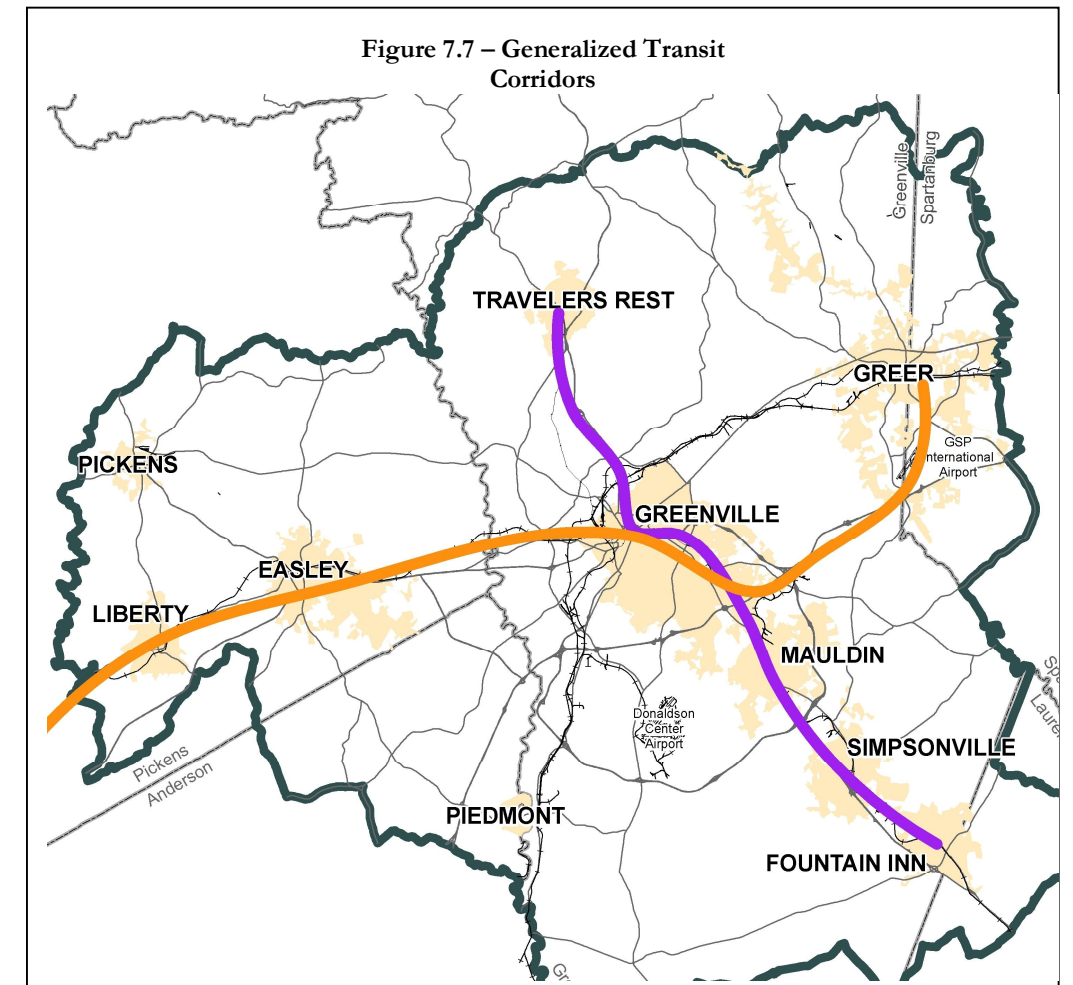 Figure 7.7 – Generalized Transit
Corridors
Greenville
Spartanburg
TRAVELERS REST
GREER
GSP
International
Airport
PICKENS
GREENVILLE
EASLEY
LIBERTY
MAULDIN
Donaldson
Center
Airport
SIMPSONVILLE
Pickens
Anderson
PIEDMONT
FOUNTAIN INN